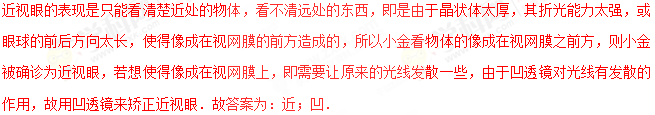 近视眼的表现是只能看清楚近处的物体，看不清远处的东西，即是由于晶状体太厚，其折光能力太强，或
眼球的前后方向太长，使得像成在视网膜的前方造成的，所以小金看物体的像成在视网膜之前方，则小金
被确诊为近视眼，若想使得像成在视网膜上，即需要让原来的光线发散一些，由于凹透镜对光线有发散的
作用，故用凹透镜来矫正近视眼．故答案为：近；凹．